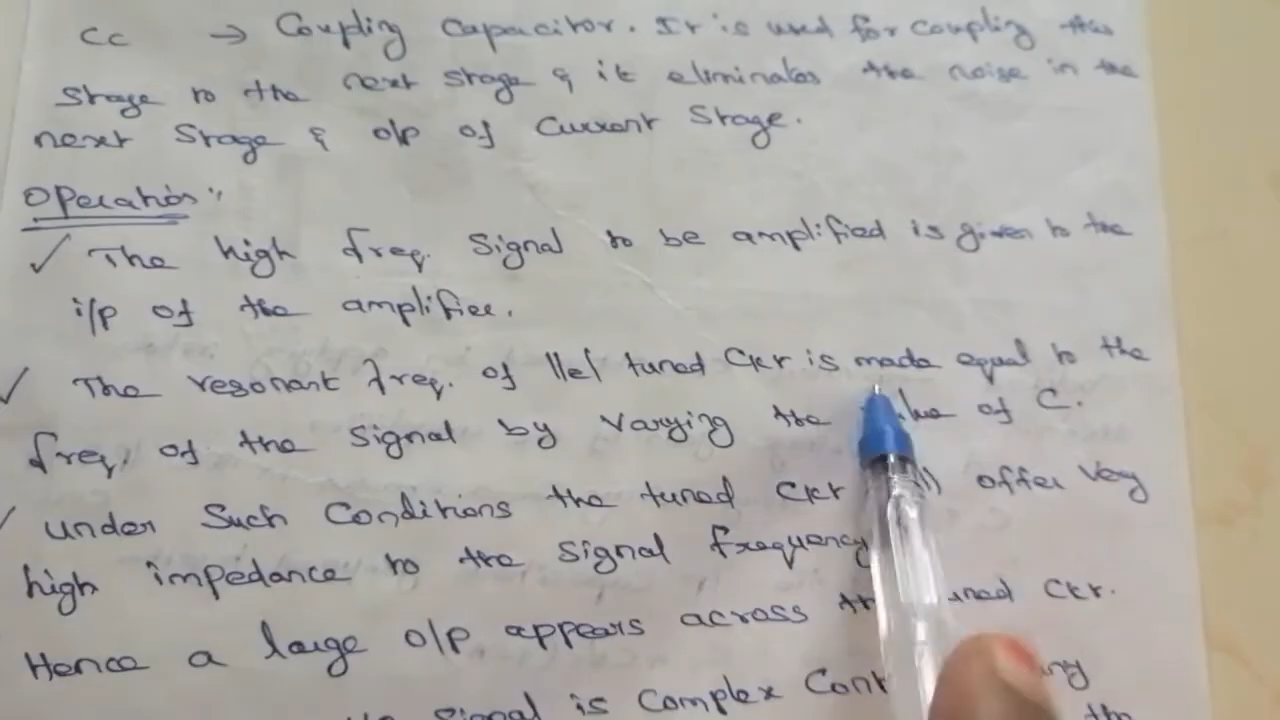 Cc → Coupling Capacitor. It is used for coupling the
stage to the next stage & it eliminates the noise in the
next stage & o/p of Current Stage.
Operation:
✓ The high freq. Signal to be amplified is given to the
i/p of the amplifier.
✓ The resonant freq. of llel tuned Ckt is made equal to the
freq. of the signal by varying the of C.
✓ under Such Conditions the tuned Ckt offer very
high impedance to the signal frequency
Hence a large o/p appears across Ckt.
signal is Complex
the